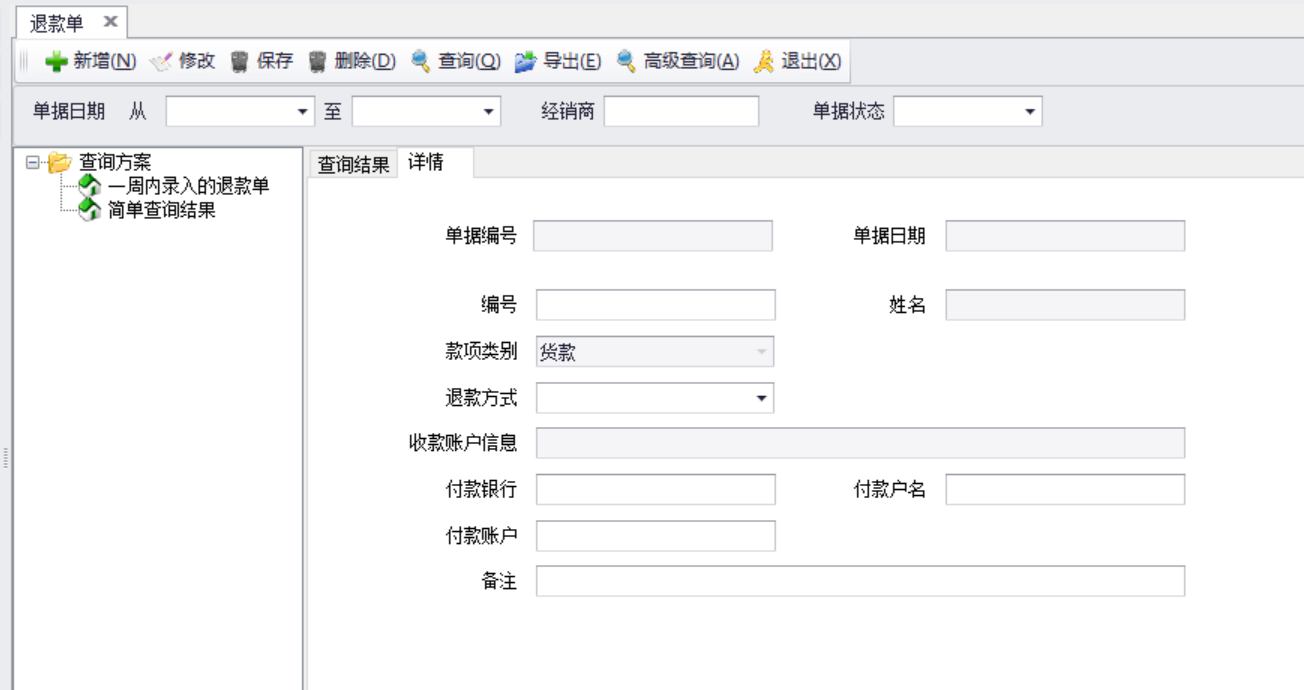 退款单
新增(N) 修改 保存 删除(D) 查询(Q) 导出(E) 高级查询(A) 退出(X)
单据日期 从 至 经销商 单据状态
查询方案
一周内录入的退款单
简单查询结果
查询结果 详情
单据编号 单据日期
编号 姓名
款项类别 货款
退款方式
收款账户信息
付款银行 付款户名
付款账户
备注